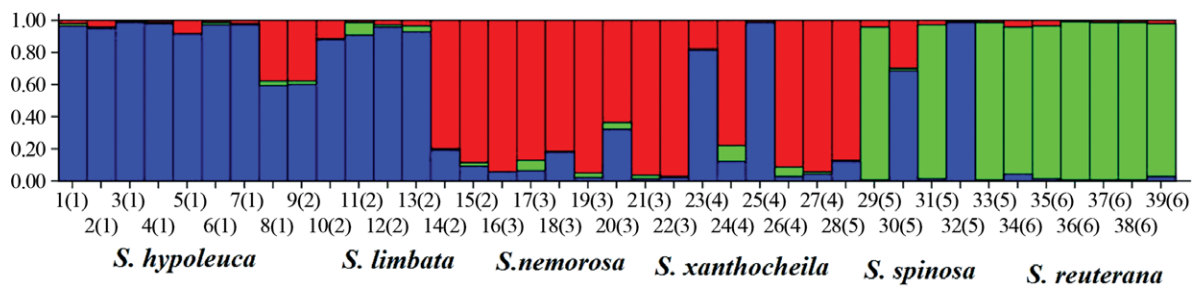 1.00
0.80
0.60
0.40
0.20
0.00
1(1) 3(1) 5(1) 7(1) 9(2) 11(2) 13(2) 15(2) 17(3) 19(3) 21(3) 23(4) 25(4) 27(4) 29(5) 31(5) 33(5) 35(6) 37(6) 39(6)
2(1) 4(1) 6(1) 8(1) 10(2) 12(2) 14(2) 16(3) 18(3) 20(3) 22(3) 24(4) 26(4) 28(5) 30(5) 32(5) 34(6) 36(6) 38(6)
S. hypoleuca S. limbata S.nemorosa S. xanthocheila S. spinosa S. reuterana